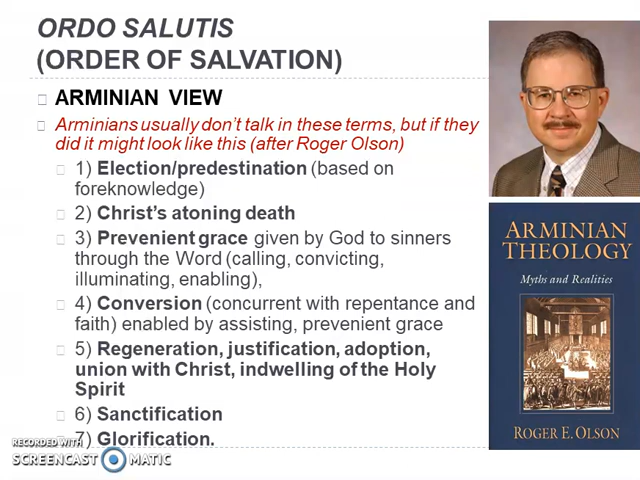 ORDO SALUTIS
(ORDER OF SALVATION)
ARMINIAN VIEW
Arminians usually don't talk in these terms, but if they
did it might look like this (after Roger Olson)
1) Election/predestination (based on
foreknowledge)
2) Christ's atoning death
3) Prevenient grace given by God to sinners
through the Word (calling, convicting,
illuminating, enabling),
4) Conversion (concurrent with repentance and
faith) enabled by assisting, prevenient grace
5) Regeneration, justification, adoption,
union with Christ, indwelling of the Holy
Spirit
6) Sanctification
7) Glorification.
ARMINIAN
THEOLOGY
Myths and Realities
ROGER E. OLSON
RECORDED WITH
SCREENCAST MATIC